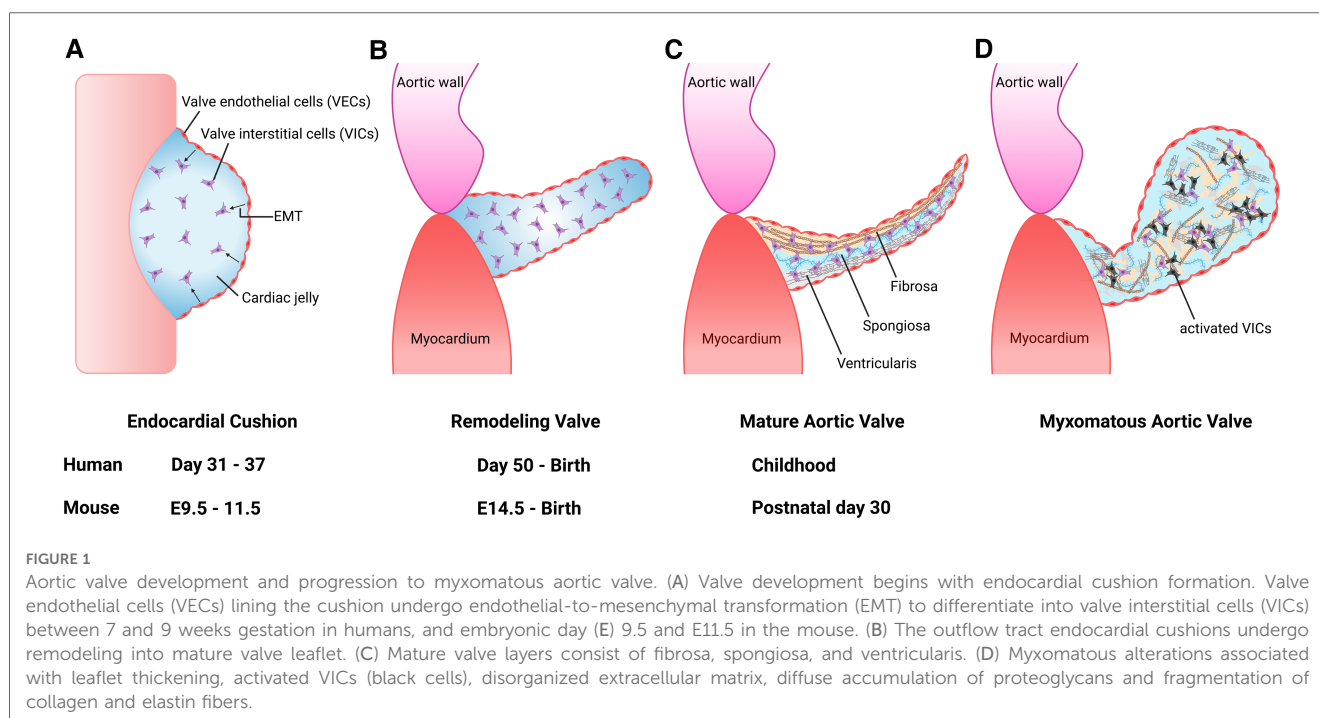 A
B
C
D
Valve endothelial cells (VECs)
Valve interstitial cells (VICs)
EMT
Cardiac jelly
Aortic wall
Myocardium
Aortic wall
Myocardium
Fibrosa
Spongiosa
Ventricularis
Aortic wall
Myocardium
activated VICs
Endocardial Cushion
Remodeling Valve
Mature Aortic Valve
Myxomatous Aortic Valve
Human
Day 31 - 37
Day 50 - Birth
Childhood
Mouse
E9.5 - 11.5
E14.5 - Birth
Postnatal day 30
FIGURE 1
Aortic valve development and progression to myxomatous aortic valve. (A) Valve development begins with endocardial cushion formation. Valve
endothelial cells (VECs) lining the cushion undergo endothelial-to-mesenchymal transformation (EMT) to differentiate into valve interstitial cells (VICs)
between 7 and 9 weeks gestation in humans, and embryonic day (E) 9.5 and E11.5 in the mouse. (B) The outflow tract endocardial cushions undergo
remodeling into mature valve leaflet. (C) Mature valve layers consist of fibrosa, spongiosa, and ventricularis. (D) Myxomatous alterations associated
with leaflet thickening, activated VICs (black cells), disorganized extracellular matrix, diffuse accumulation of proteoglycans and fragmentation of
collagen and elastin fibers.